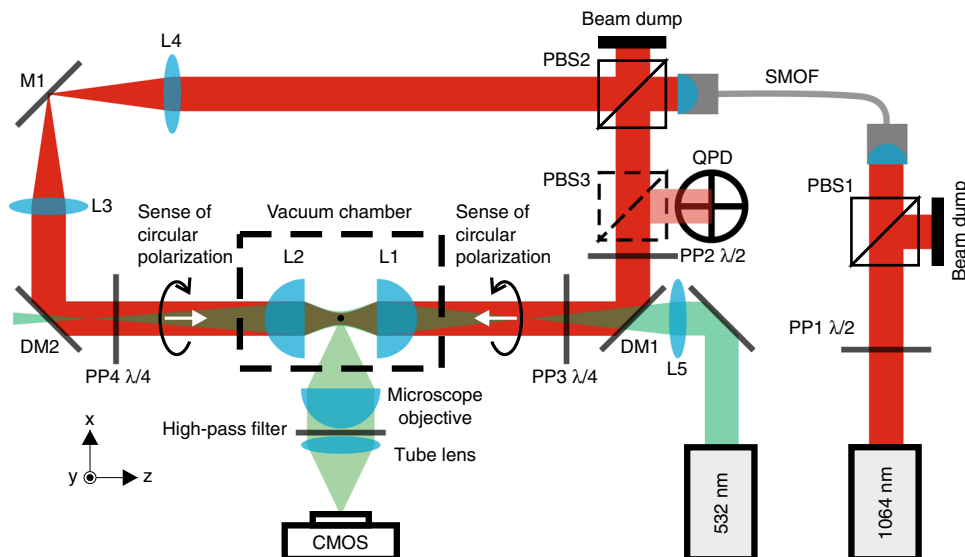 Beam dump
L4
PBS2
M1
SMOF
QPD
PBS3
PBS1
L3
Sense of
circular
polarization
Vacuum chamber
Sense of
circular
polarization
Beam dump
L2
L1
PP2 λ/2
DM2
DM1
PP1 λ/2
PP4 λ/4
PP3 λ/4
L5
Microscope
objective
High-pass filter
Tube lens
x
y
z
532 nm
1064 nm
CMOS